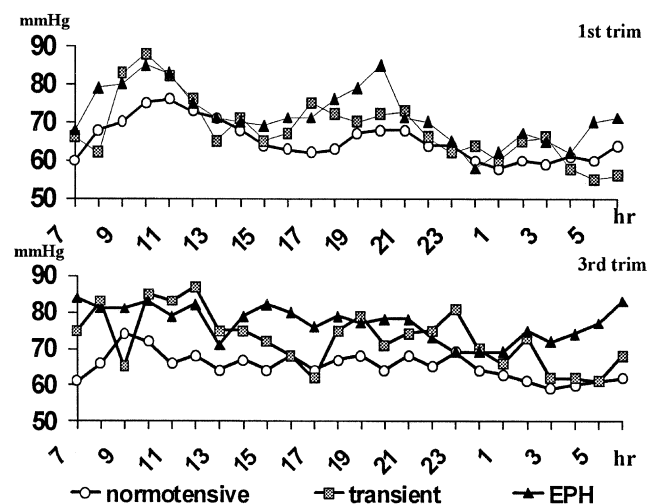 mmHg
1st trim
90
80
70
60
50
7 9 11 13 15 17 19 21 23 1 3 5
hr
mmHg
3rd trim
90
80
70
60
50
7 9 11 13 15 17 19 21 23 1 3 5
hr
normotensive transient EPH